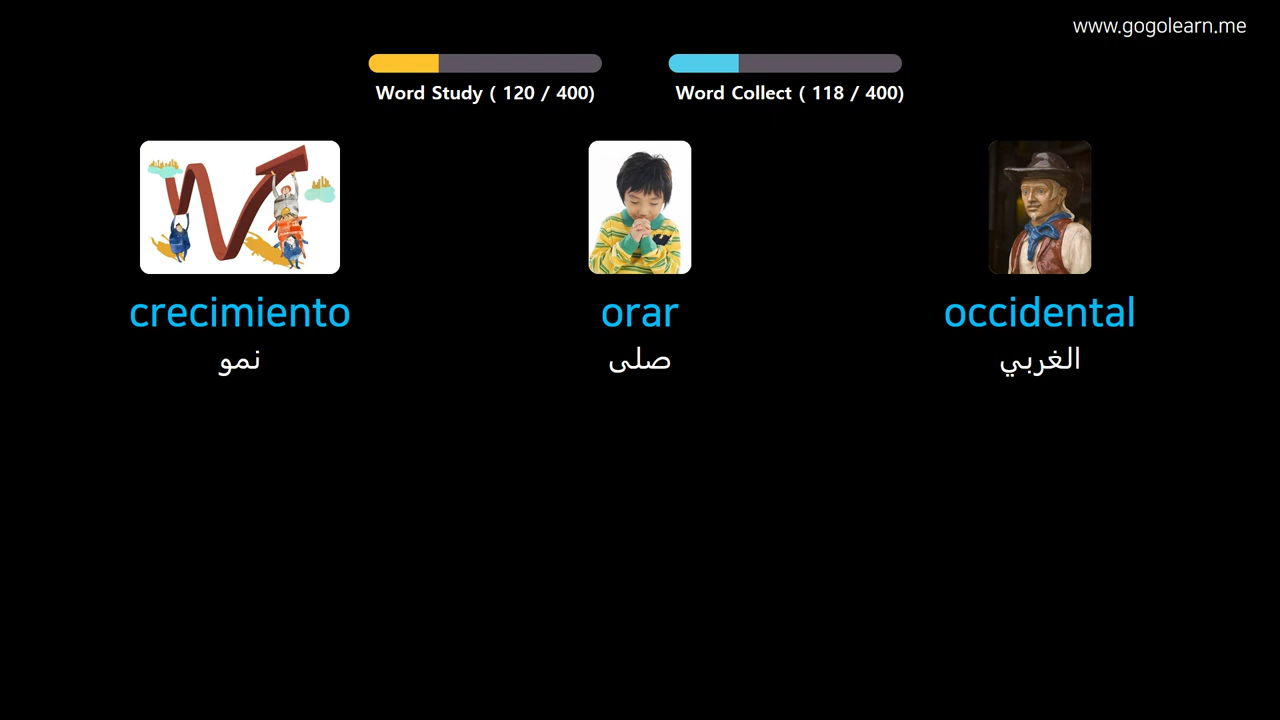 www.gogolearn.me
Word Study ( 120 / 400)
Word Collect ( 118 / 400)
crecimiento
orar
occidental
نمو
صلى
الغربي